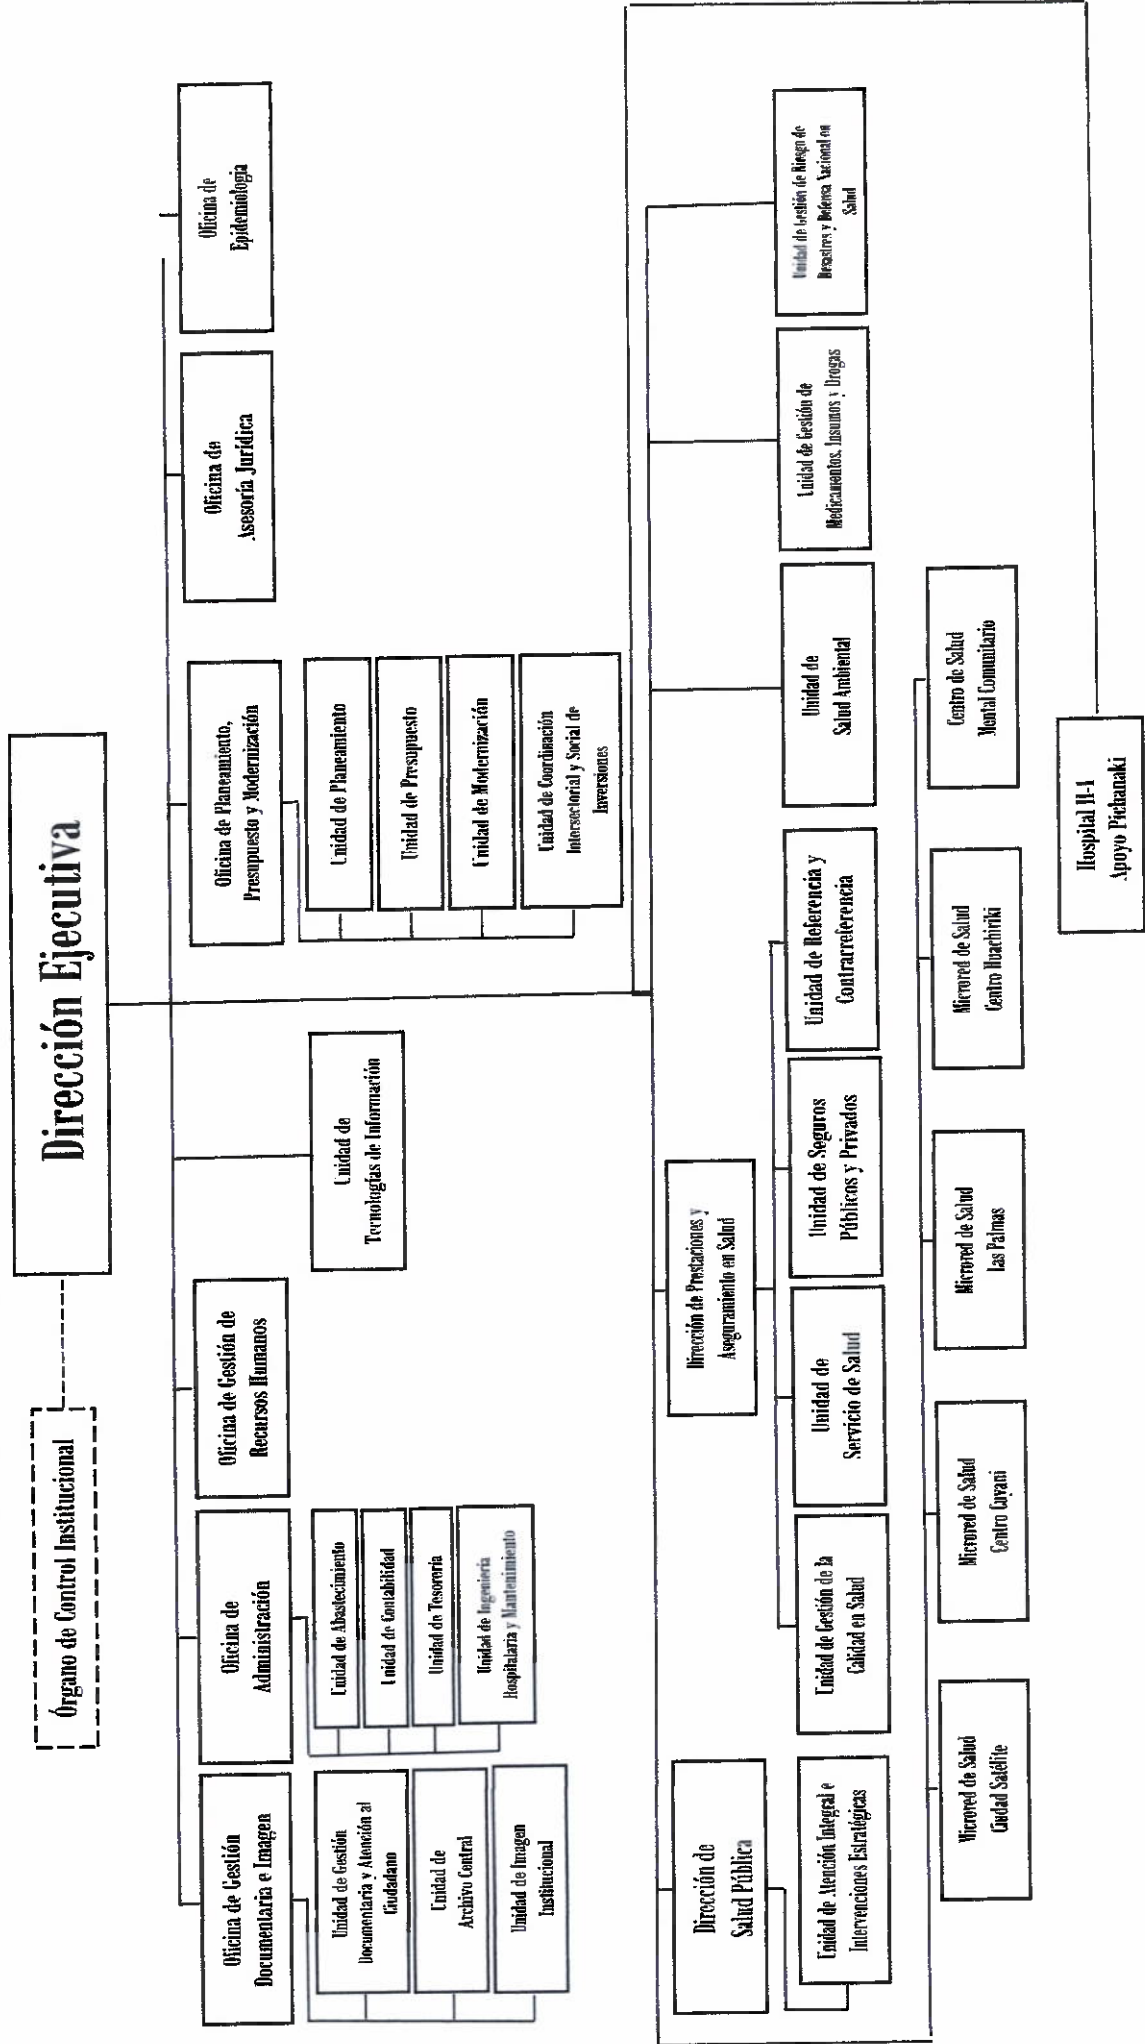 Dirección Ejecutiva
Órgano de Control Institucional
Oficina de Gestión
Documentaria e Imagen
Oficina de
Administración
Oficina de Gestión de
Recursos Humanos
Oficina de Planeamiento,
Presupuesto y Modernización
Oficina de
Asesoría Jurídica
Oficina de
Epidemiología
Unidad de Gestión
Documentaria y Atención al
Ciudadano
Unidad de
Archivo Central
Unidad de Imagen
Institucional
Unidad de Abastecimiento
Unidad de Contabilidad
Unidad de Tesorería
Unidad de Ingeniería
Hospitalaria y Mantenimiento
Unidad de
Tecnologías de Información
Unidad de Planeamiento
Unidad de Presupuesto
Unidad de Modernización
Unidad de Coordinación
Intersectorial y Social de
Inversiones
Dirección de
Salud Pública
Dirección de Prestaciones y
Aseguramiento en Salud
Unidad de Atención Integral e
Intervenciones Estratégicas
Unidad de Gestión de la
Calidad en Salud
Unidad de
Servicio de Salud
Unidad de Seguros
Públicos y Privados
Unidad de Referencia y
Contrarreferencia
Unidad de
Salud Ambiental
Unidad de Gestión de
Medicamentos, Insumos y Drogas
Unidad de Gestión de Riesgo de
Desastres y Defensa Nacional en
Salud
Microred de Salud
Ciudad Satélite
Microred de Salud
Centro Cuyani
Microred de Salud
Las Palmas
Microred de Salud
Centro Huachiriki
Centro de Salud
Mental Comunitario
Hospital II-1
Apoyo Pichanaki